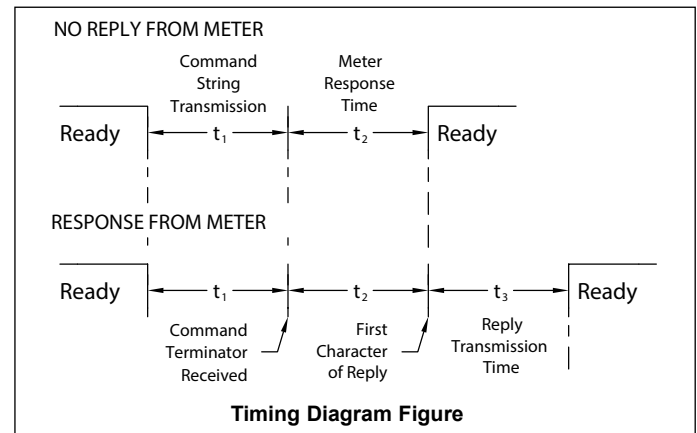 NO REPLY FROM METER
Command
String
Transmission
Meter
Response
Time
Ready
t₁
t₂
Ready
RESPONSE FROM METER
Ready
t₁
t₂
t₃
Ready
Command
Terminator
Received
First
Character
of Reply
Reply
Transmission
Time
Timing Diagram Figure